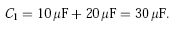 C₁ = 10 μF + 20 μF = 30 μF.